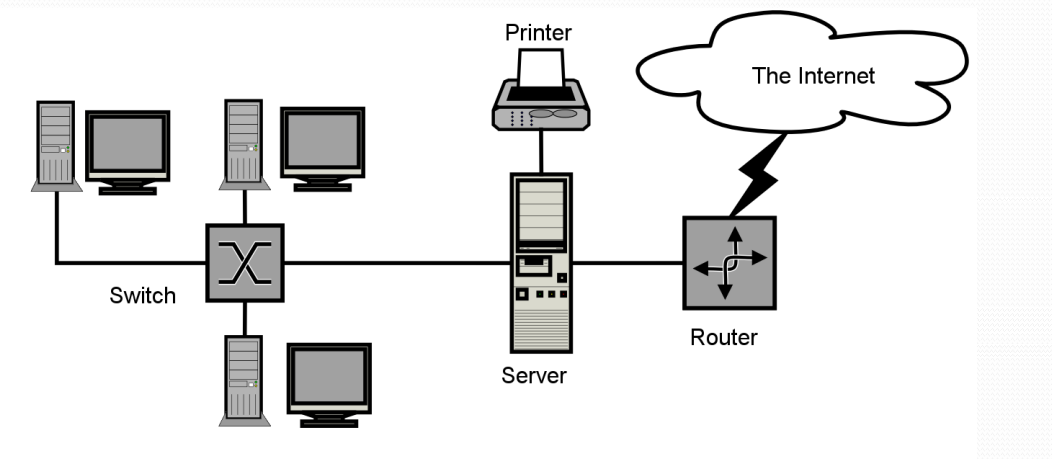 Printer
The Internet
Switch
Router
Server